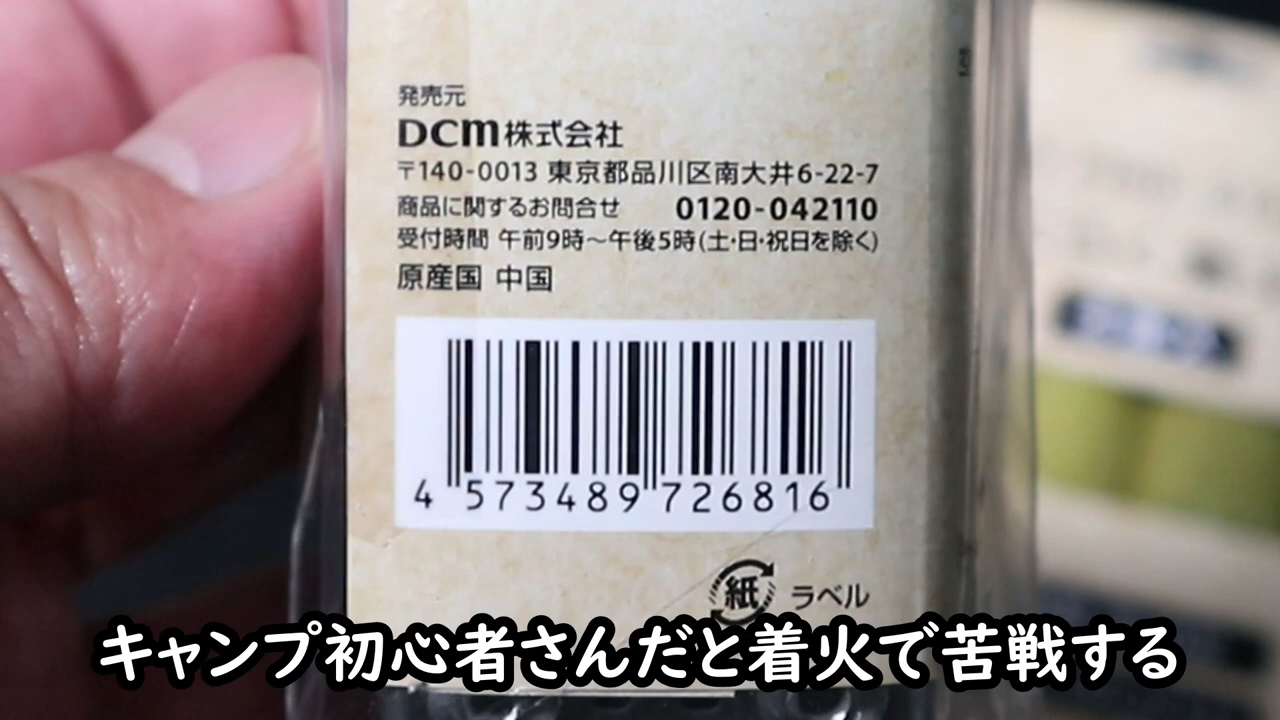 発売元
DCM株式会社
〒140-0013 東京都品川区南大井6-22-7
商品に関するお問合せ 0120-042110
受付時間 午前9時～午後5時(土・日・祝日を除く)
原産国 中国
4 573489 726816
紙 ラベル
キャンプ初心者さんだと着火で苦戦する